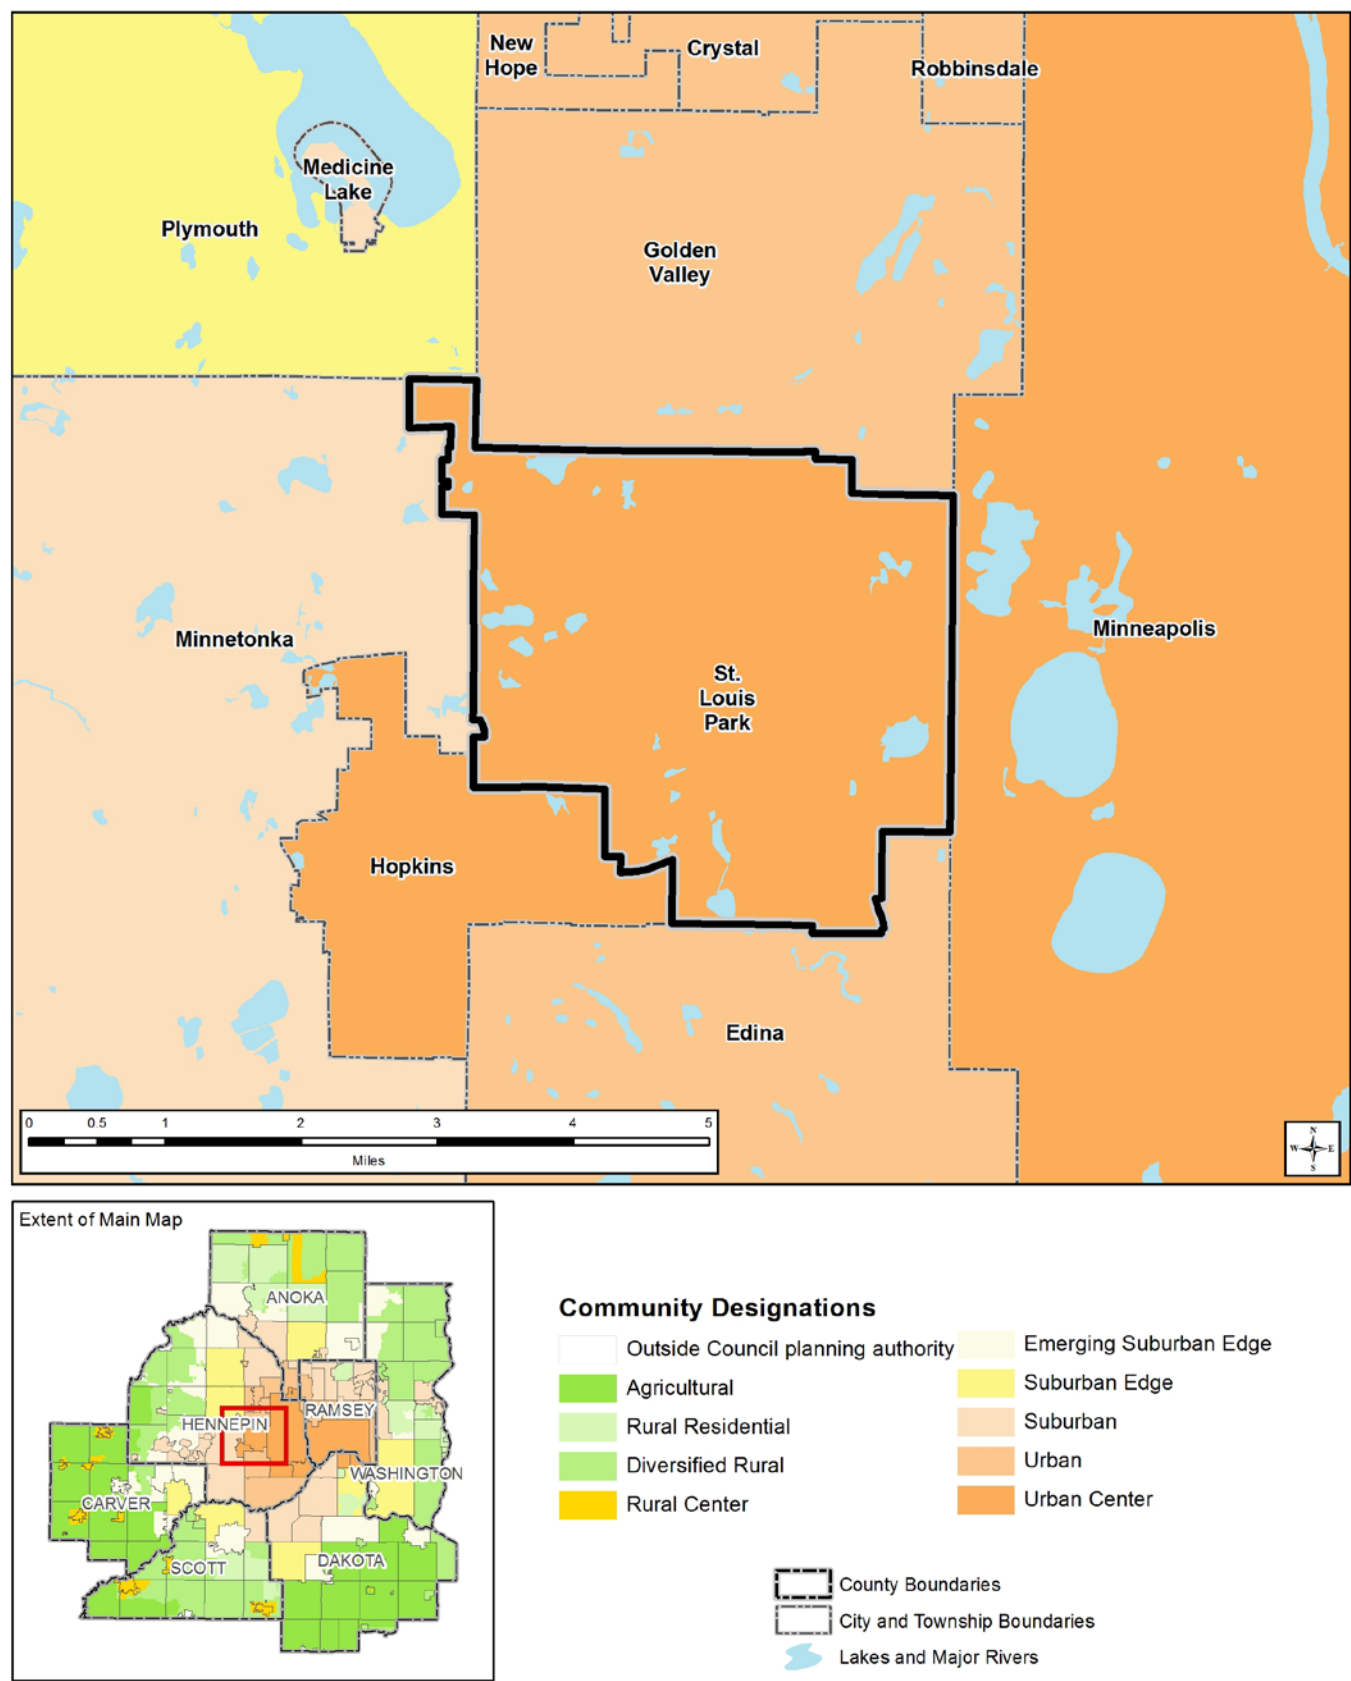 New
Hope
Crystal
Robbinsdale
Medicine
Lake
Plymouth
Golden
Valley
Minnetonka
Minneapolis
St.
Louis
Park
Hopkins
Edina
0 0.5 1 2 3 4 5
Miles
N
W E
S
Extent of Main Map
ANOKA
HENNEPIN
RAMSEY
WASHINGTON
CARVER
SCOTT
DAKOTA
Community Designations
Outside Council planning authority
Agricultural
Rural Residential
Diversified Rural
Rural Center
Emerging Suburban Edge
Suburban Edge
Suburban
Urban
Urban Center
County Boundaries
City and Township Boundaries
Lakes and Major Rivers